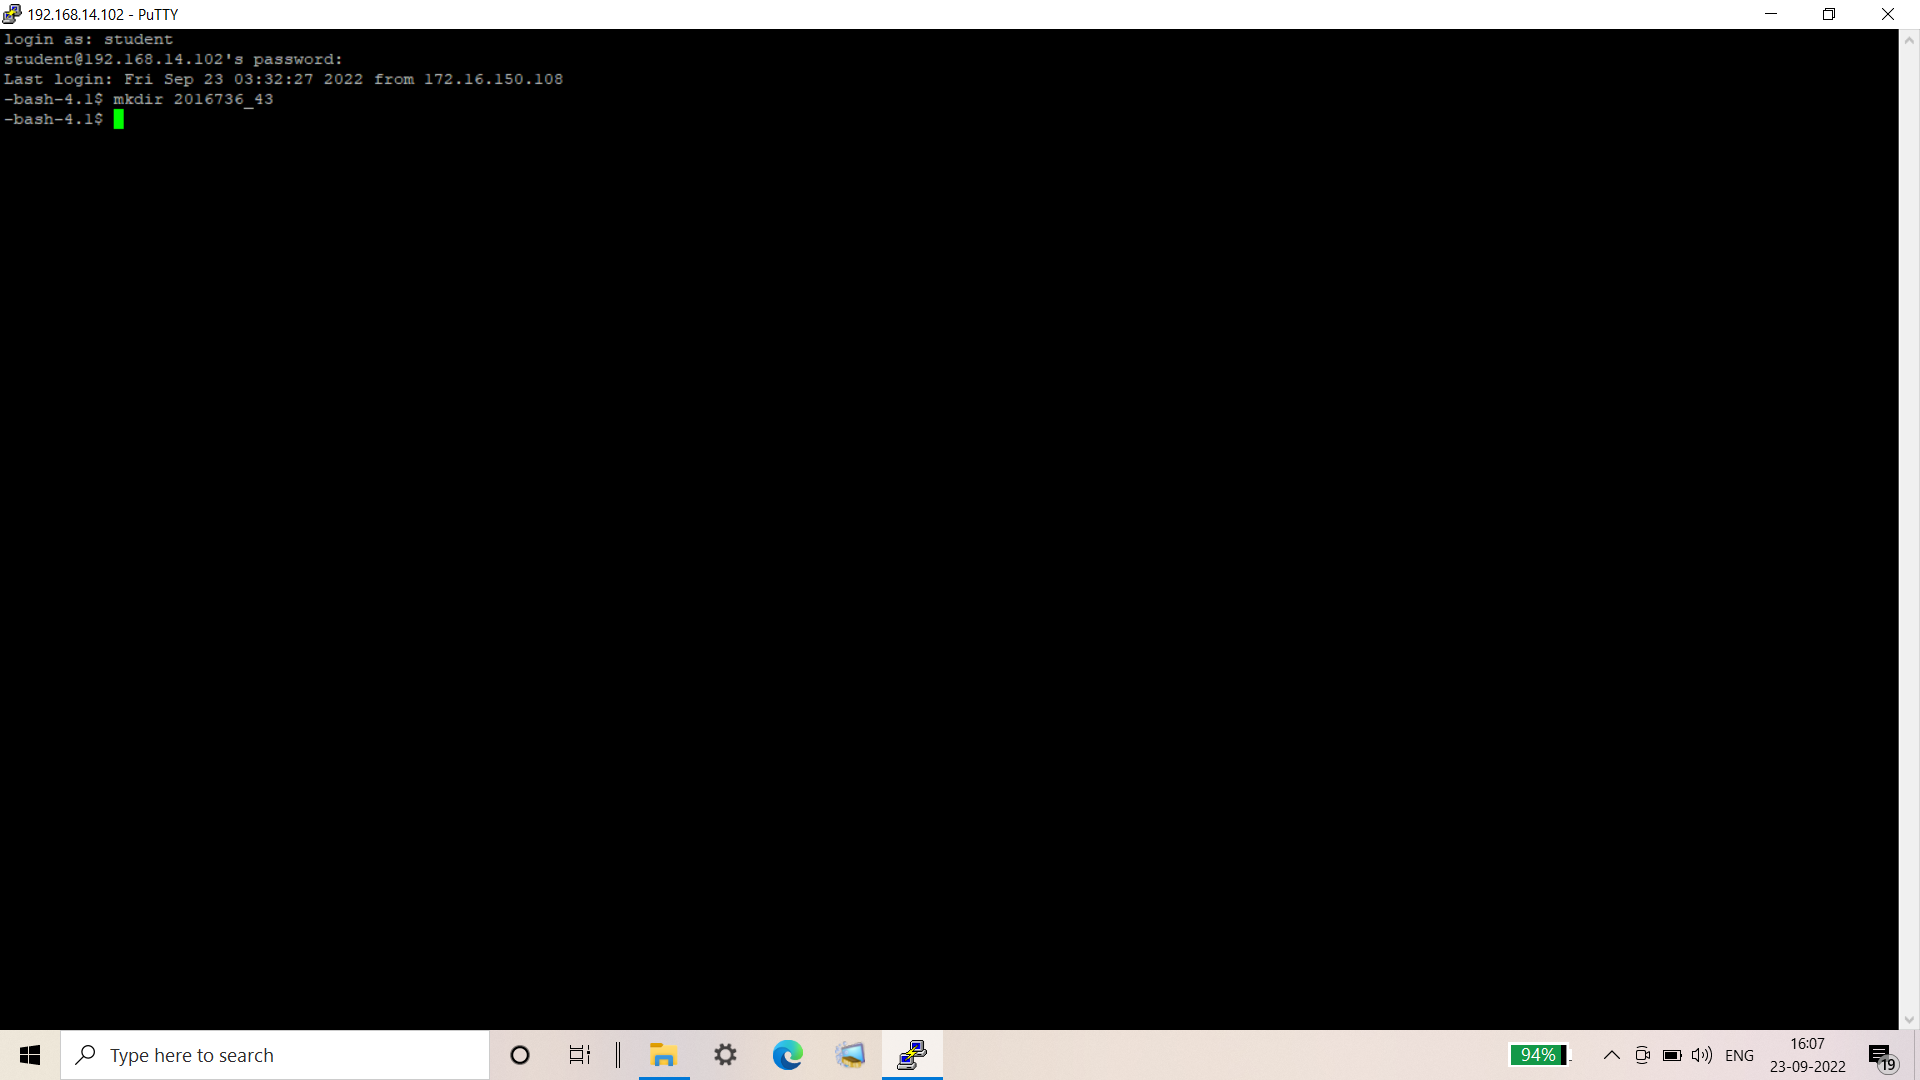 192.168.14.102 - PuTTY
login as: student
student@192.168.14.102's password:
Last login: Fri Sep 23 03:32:27 2022 from 172.16.150.108
-bash-4.1$ mkdir 2016736_43
-bash-4.1$
Type here to search
94%
ENG
16:07
23-09-2022
19